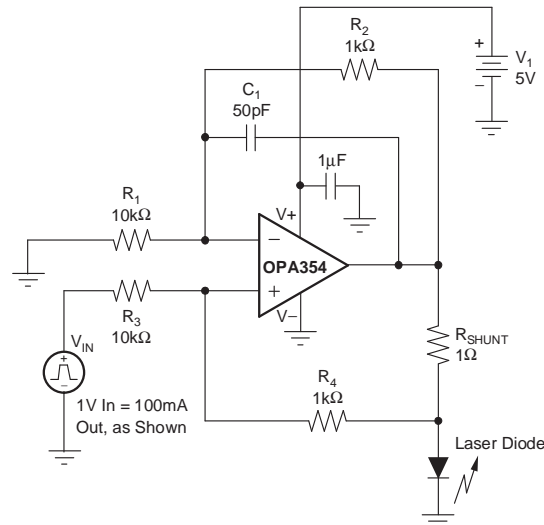 R2
1kΩ
+
V1
5V
−
C1
50pF
1µF
R1
10kΩ
V+
−
OPA354
+
V−
R3
10kΩ
RSHUNT
1Ω
VIN
+
−
R4
1kΩ
1V In = 100mA
Out, as Shown
Laser Diode